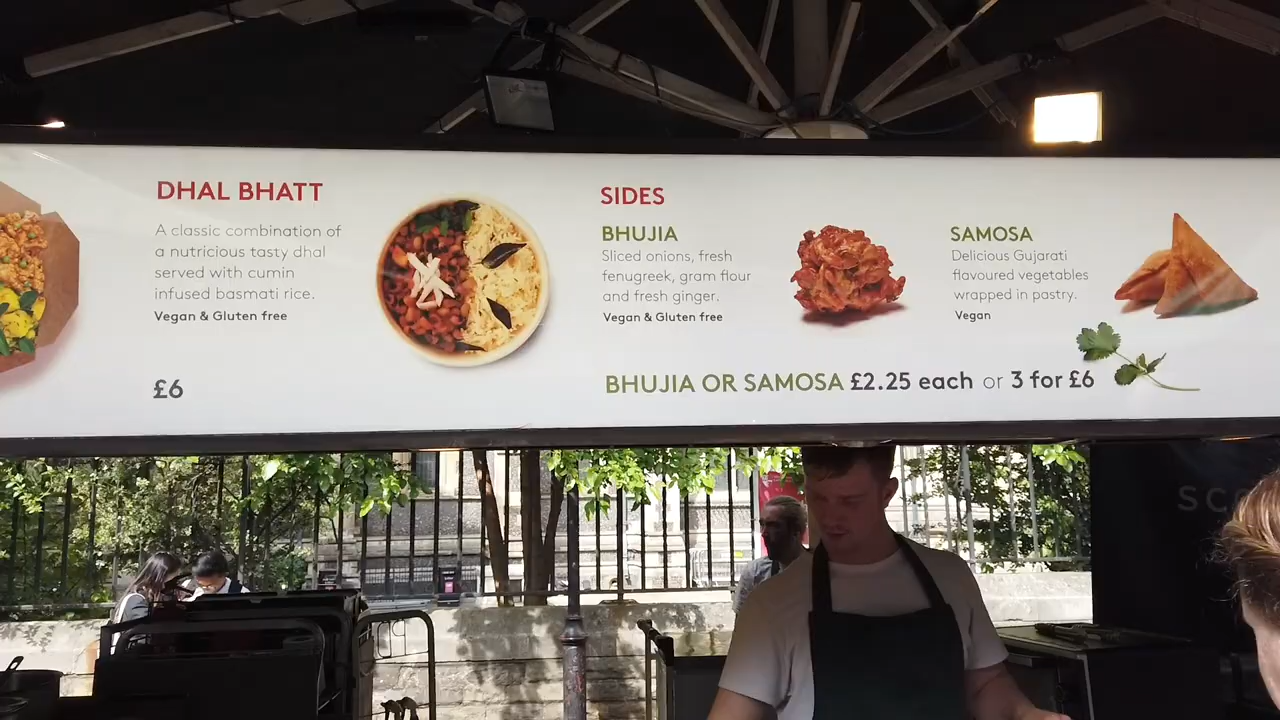 DHAL BHATT
A classic combination of
a nutricious tasty dhal
served with cumin
infused basmati rice.
Vegan & Gluten free
£6
SIDES
BHUJIA
Sliced onions, fresh
fenugreek, gram flour
and fresh ginger.
Vegan & Gluten free
SAMOSA
Delicious Gujarati
flavoured vegetables
wrapped in pastry.
Vegan
BHUJIA OR SAMOSA £2.25 each or 3 for £6